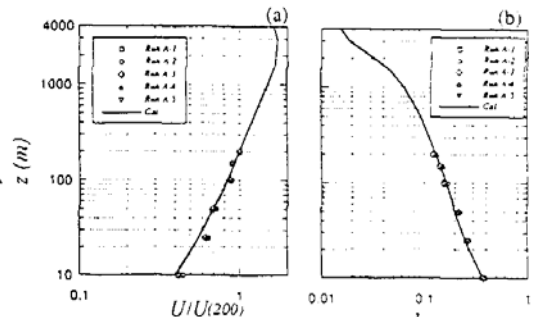 (a)
4000
1000
100
10
z (m)
Run A-1
Run A-2
Run A 3
Run A 4
Run A 5
Cal
0.1
1
U/U(200)
(b)
Run A-1
Run A-2
Run A-3
Run A 4
Run A 5
Cal
0.01
0 1
1